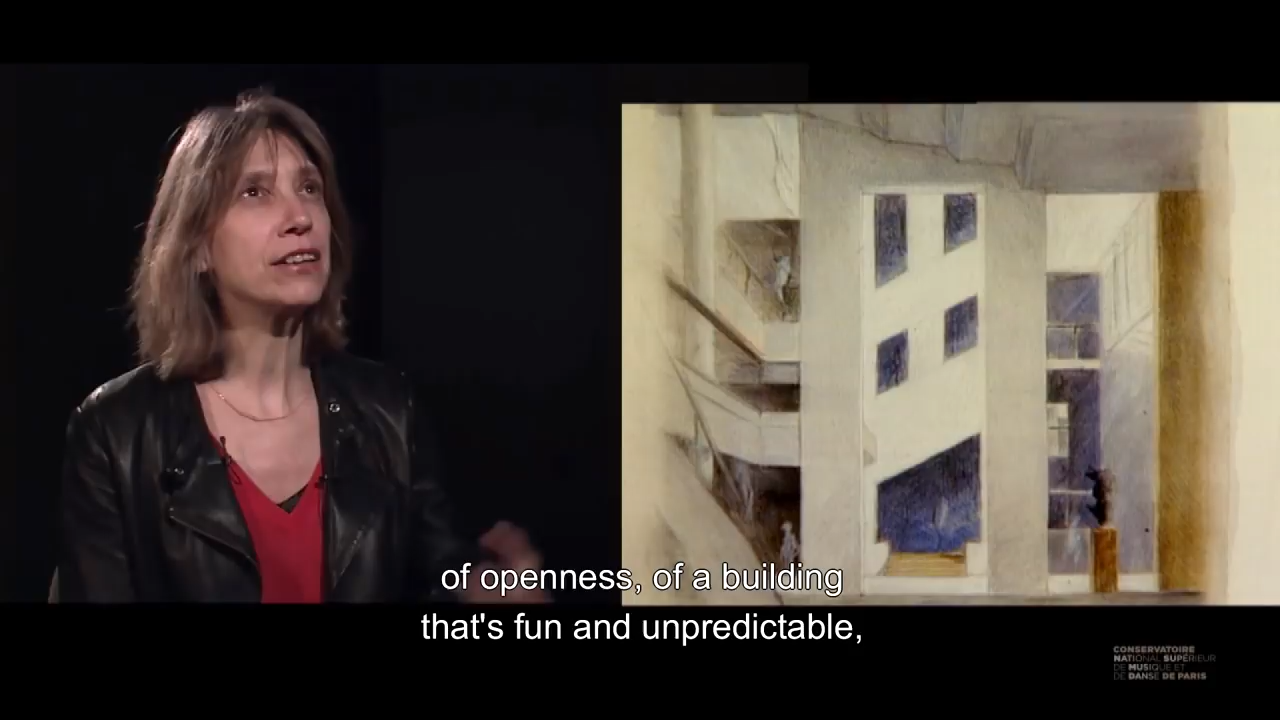 of openness, of a building
that's fun and unpredictable,
CONSERVATOIRE
NATIONAL SUPÉRIEUR
DE MUSIQUE ET
DE DANSE DE PARIS